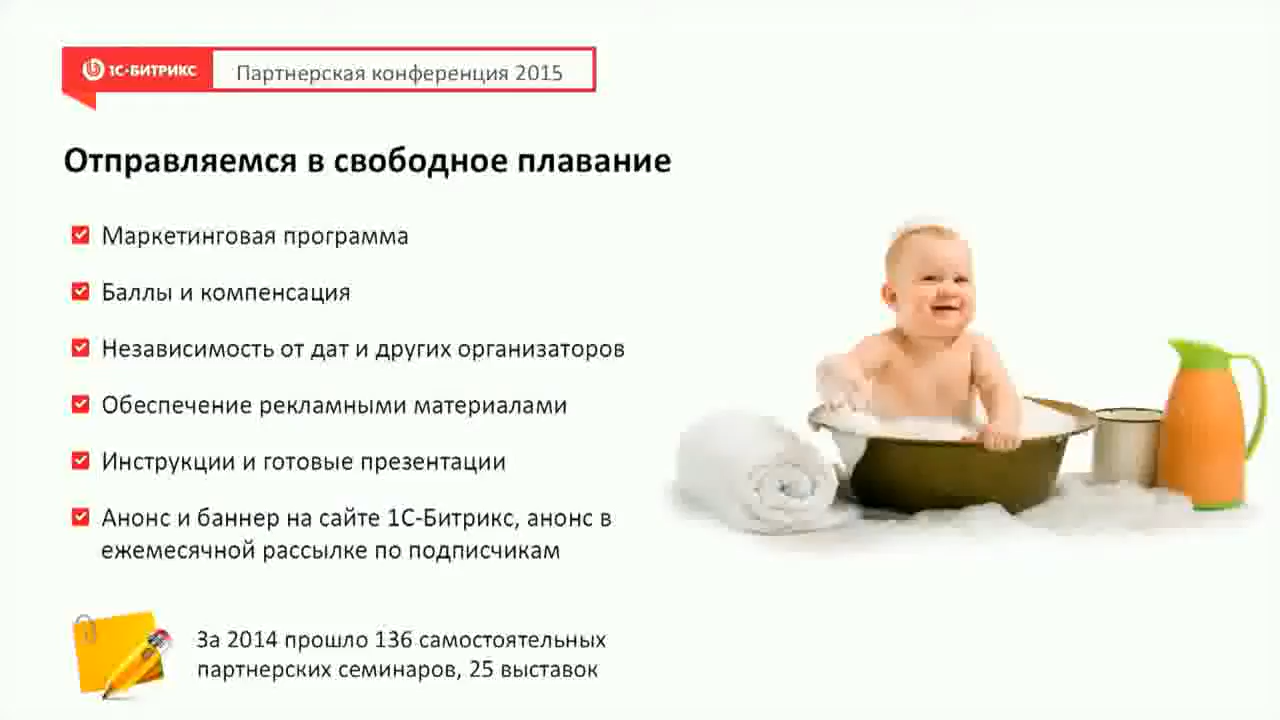 1С-БИТРИКС
Партнерская конференция 2015
Отправляемся в свободное плавание
Маркетинговая программа
Баллы и компенсация
Независимость от дат и других организаторов
Обеспечение рекламными материалами
Инструкции и готовые презентации
Анонс и баннер на сайте 1С-Битрикс, анонс в
ежемесячной рассылке по подписчикам
За 2014 прошло 136 самостоятельных
партнерских семинаров, 25 выставок